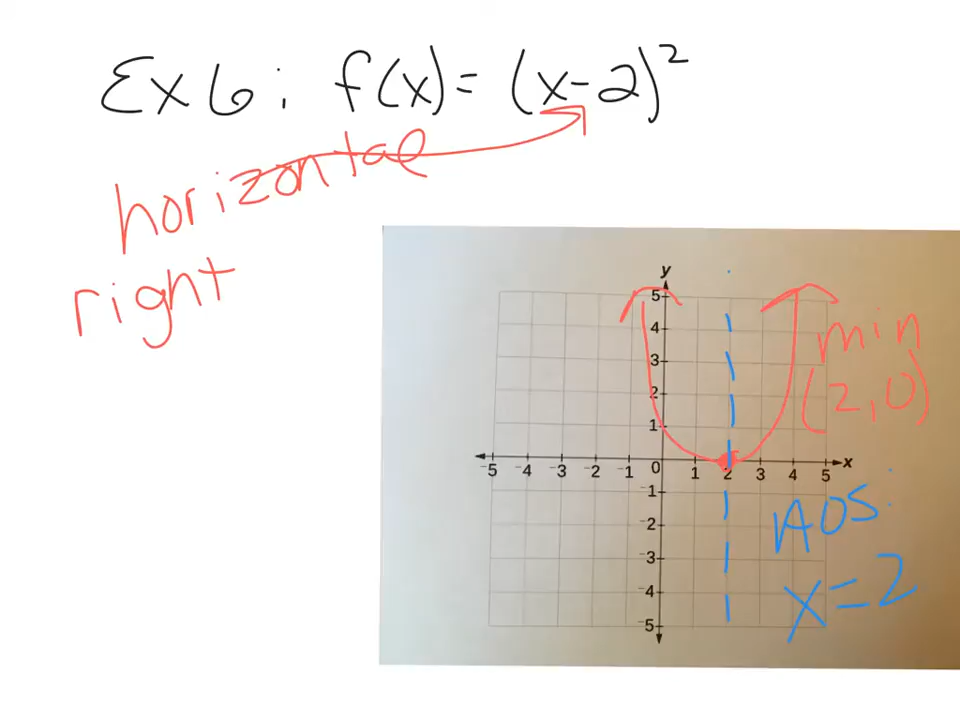 Ex 6: f(x) = (x-2)²
horizontal
right
y
5
4
3
2
1
-5 -4 -3 -2 -1 0 1 2 3 4 5 x
-1
-2
-3
-4
-5
min
(2,0)
AOS:
x=2